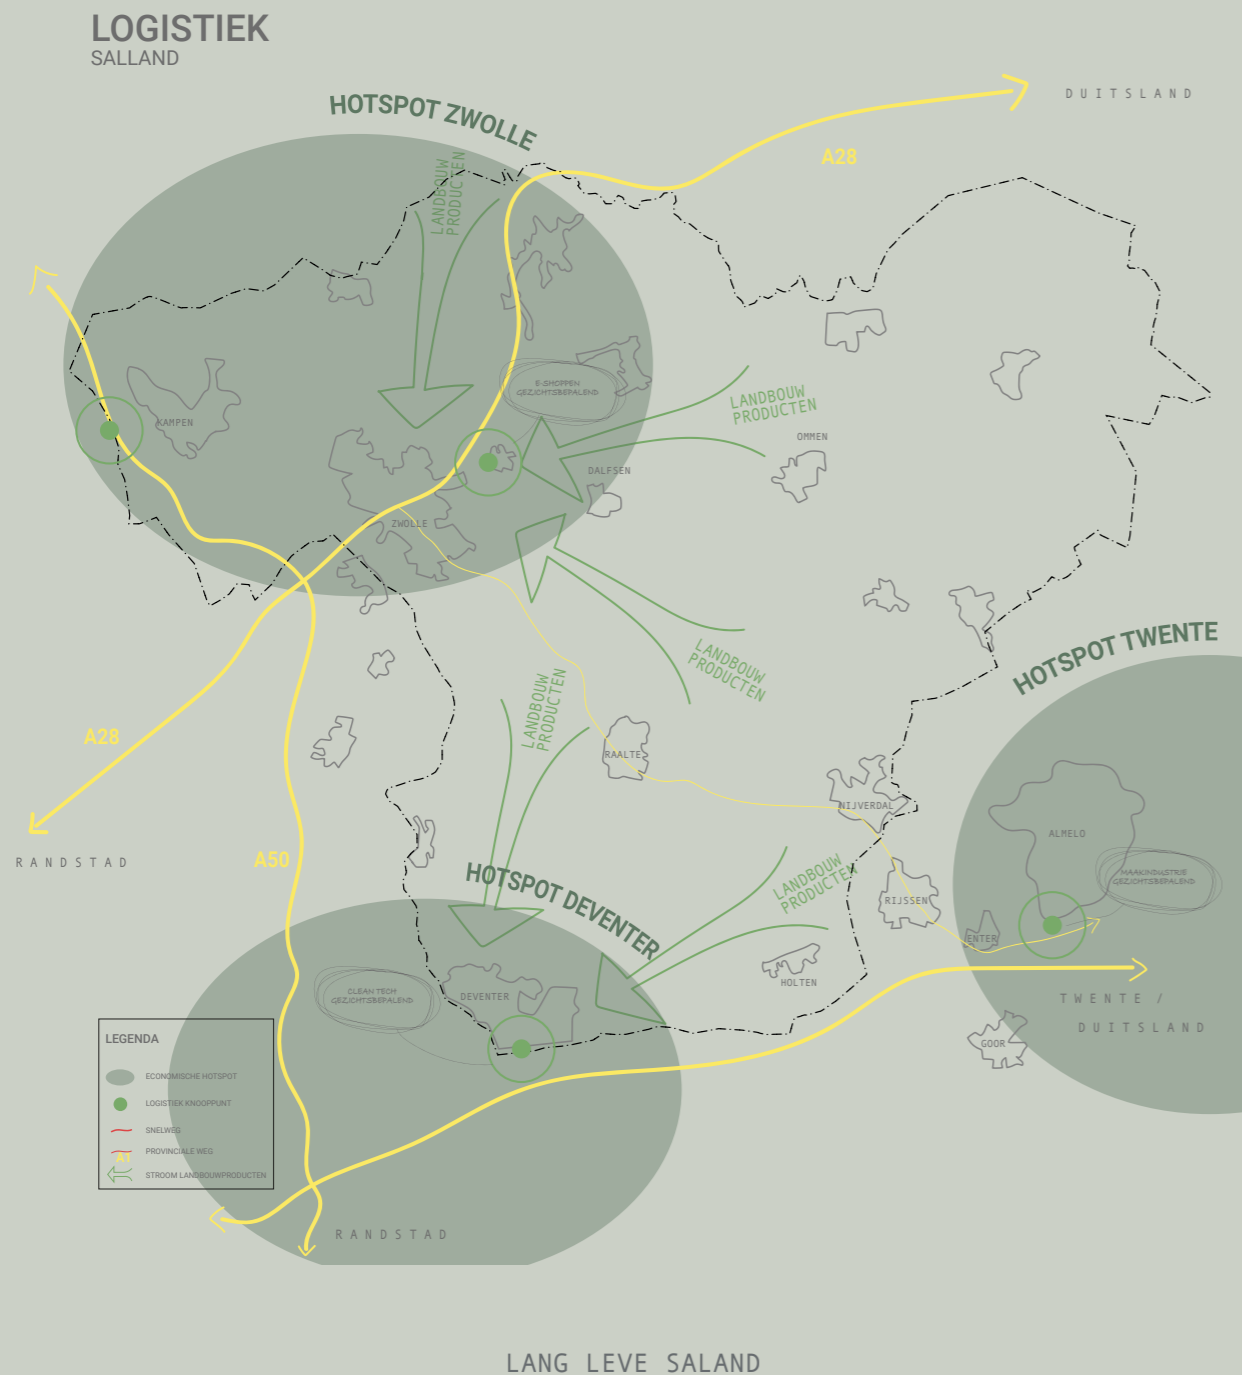 LOGISTIEK
SALLAND
HOTSPOT ZWOLLE
DUITSLAND
A28
LANDBOUW
PRODUCTEN
E-SHOPPEN
GEZICHTSBEPALEND
LANDBOUW
PRODUCTEN
KAMPEN
OMMEN
DALFSEN
ZWOLLE
HOTSPOT TWENTE
LANDBOUW
PRODUCTEN
LANDBOUW
PRODUCTEN
A28
RAALTE
NIJVERDAL
ALMELO
RANDSTAD
A50
HOTSPOT DEVENTER
LANDBOUW
PRODUCTEN
MAAKINDUSTRIE
GEZICHTSBEPALEND
RIJSSEN
ENTER
HOLTEN
CLEAN TECH
GEZICHTSBEPALEND
DEVENTER
TWENTE /
DUITSLAND
GOOR
LEGENDA
ECONOMISCHE HOTSPOT
LOGISTIEK KNOOPPUNT
SNELWEG
PROVINCIALE WEG
A1
STROOM LANDBOUWPRODUCTEN
RANDSTAD
LANG LEVE SALAND